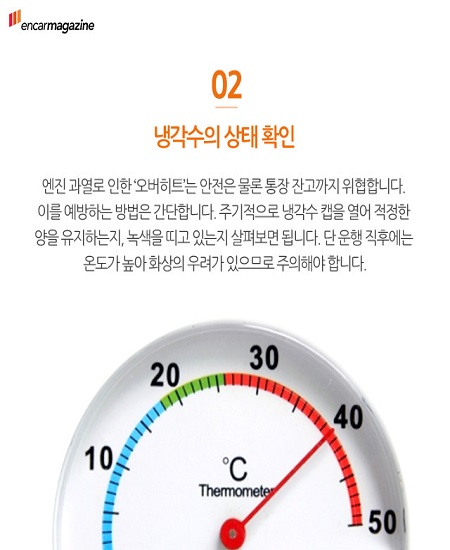 encarmagazine
02
냉각수의 상태 확인
엔진 과열로 인한 ‘오버히트’는 안전은 물론 통장 잔고까지 위협합니다.
이를 예방하는 방법은 간단합니다. 주기적으로 냉각수 캡을 열어 적정한
양을 유지하는지, 녹색을 띠고 있는지 살펴보면 됩니다. 단 운행 직후에는
온도가 높아 화상의 우려가 있으므로 주의해야 합니다.
10
20
30
40
50
°C
Thermometer